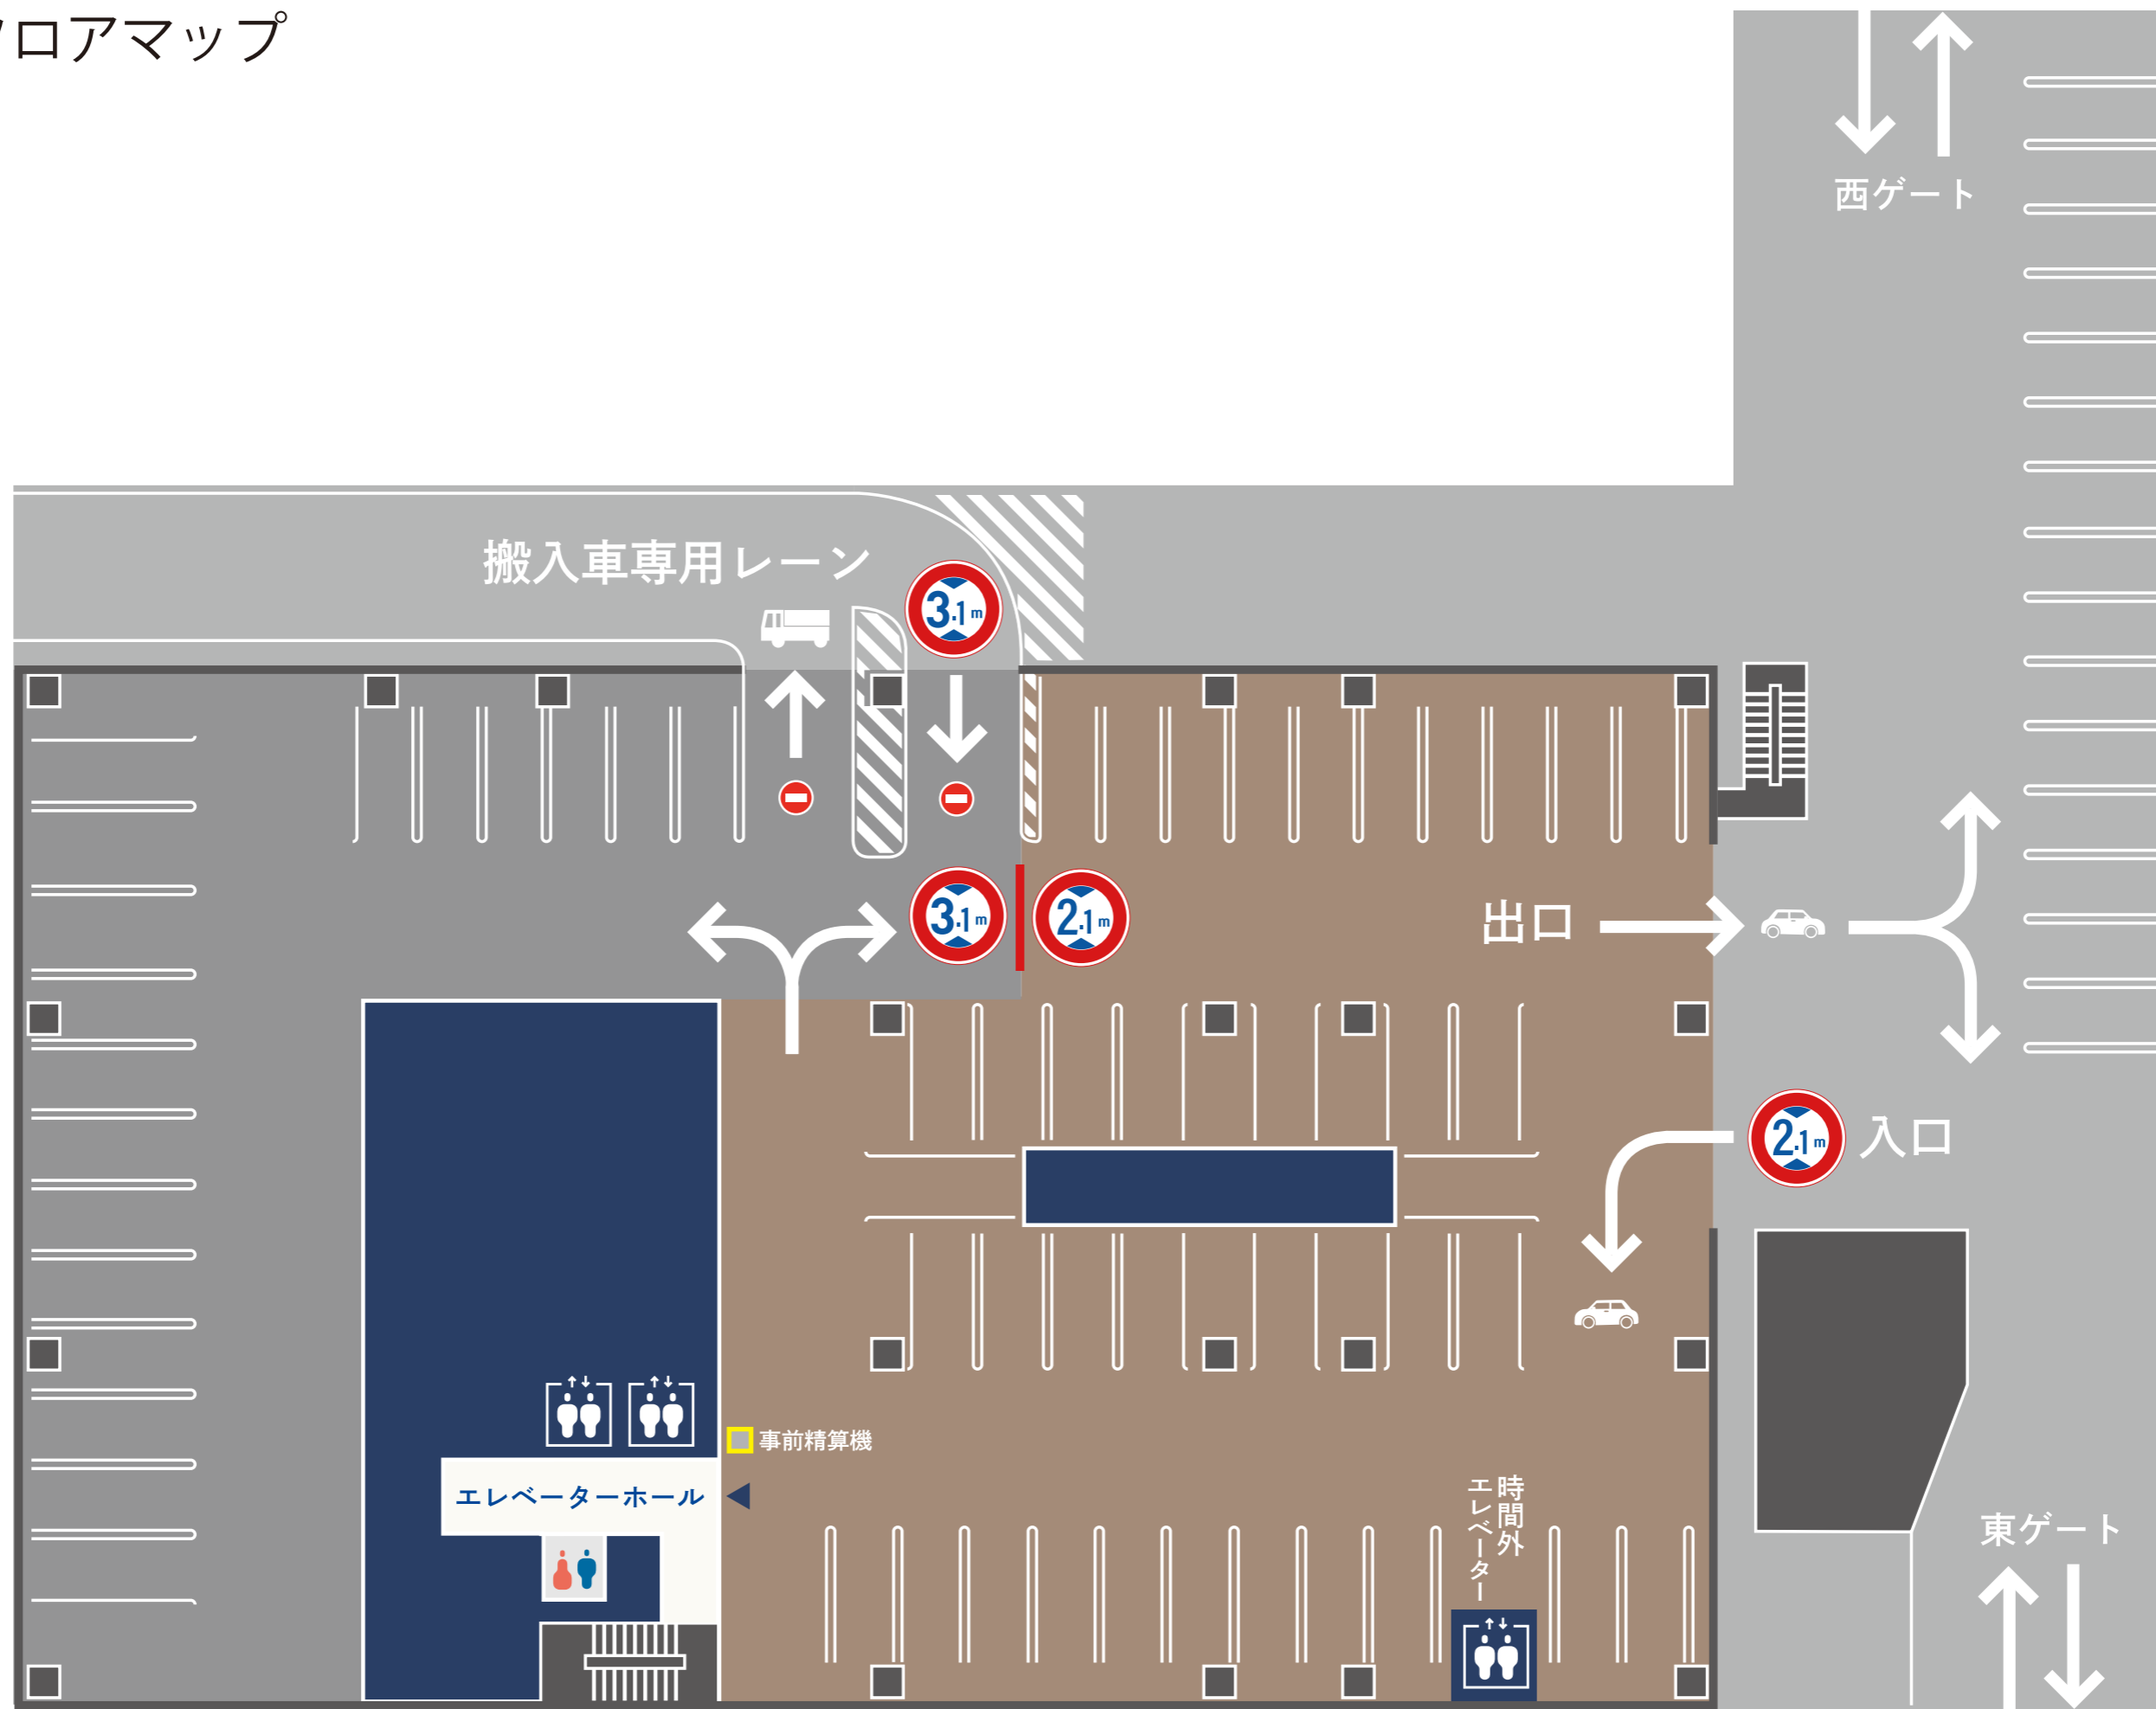 ロアマップ
西ゲート
搬入車専用レーン
3.1m
3.1m
2.1m
出口
2.1m
入口
事前精算機
エレベーターホール
時間外
エレベーター
東ゲート